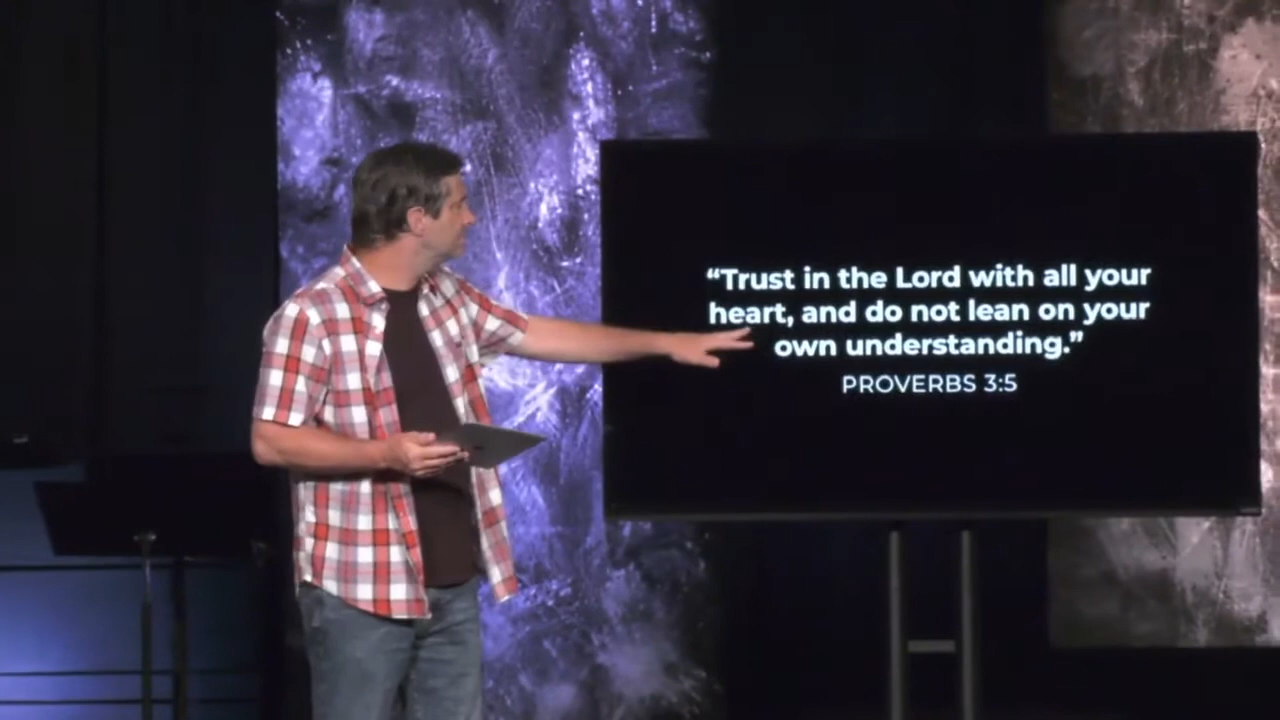 “Trust in the Lord with all your
heart, and do not lean on your
own understanding.”
PROVERBS 3:5